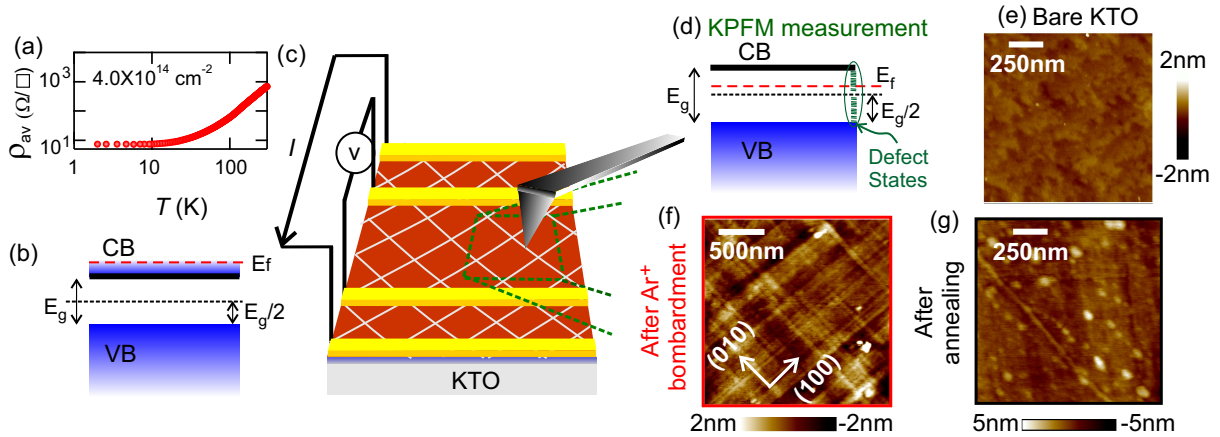 (a)
ρav (Ω/□)
10³
10¹
4.0X10¹⁴ cm⁻²
1
10
100
T (K)
(b)
CB
Ef
Eg
Eg/2
VB
(c)
I
V
KTO
(d)
KPFM measurement
CB
Ef
Eg
Eg/2
VB
Defect
States
(e)
Bare KTO
250nm
2nm
-2nm
(f)
After Ar⁺
bombardment
500nm
(010)
(100)
2nm
-2nm
(g)
After
annealing
250nm
5nm
-5nm